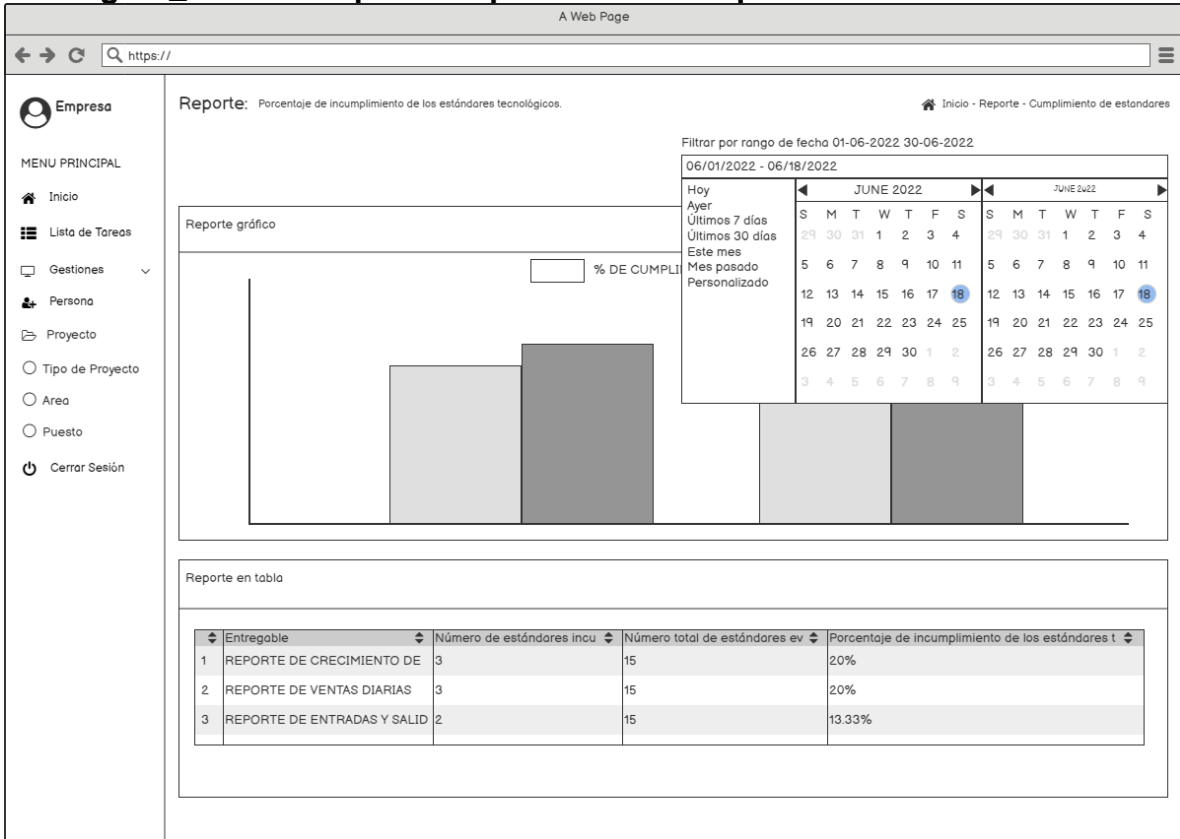 A Web Page
https://
Empresa
MENU PRINCIPAL
Inicio
Lista de Tareas
Gestiones
Persona
Proyecto
Tipo de Proyecto
Area
Puesto
Cerrar Sesión
Reporte: Porcentaje de incumplimiento de los estándares tecnológicos.
Inicio - Reporte - Cumplimiento de estandares
Filtrar por rango de fecha 01-06-2022 30-06-2022
06/01/2022 - 06/18/2022
Hoy
Ayer
Últimos 7 días
Últimos 30 días
Este mes
Mes pasado
Personalizado
JUNE 2022
S M T W T F S
29 30 31 1 2 3 4
5 6 7 8 9 10 11
12 13 14 15 16 17 18
19 20 21 22 23 24 25
26 27 28 29 30 1 2
3 4 5 6 7 8 9
JUNE 2022
S M T W T F S
29 30 31 1 2 3 4
5 6 7 8 9 10 11
12 13 14 15 16 17 18
19 20 21 22 23 24 25
26 27 28 29 30 1 2
3 4 5 6 7 8 9
Reporte gráfico
% DE CUMPLI
Reporte en tabla
Entregable Número de estándares incu Número total de estándares ev Porcentaje de incumplimiento de los estándares t
1 REPORTE DE CRECIMIENTO DE 3 15 20%
2 REPORTE DE VENTAS DIARIAS 3 15 20%
3 REPORTE DE ENTRADAS Y SALID 2 15 13.33%